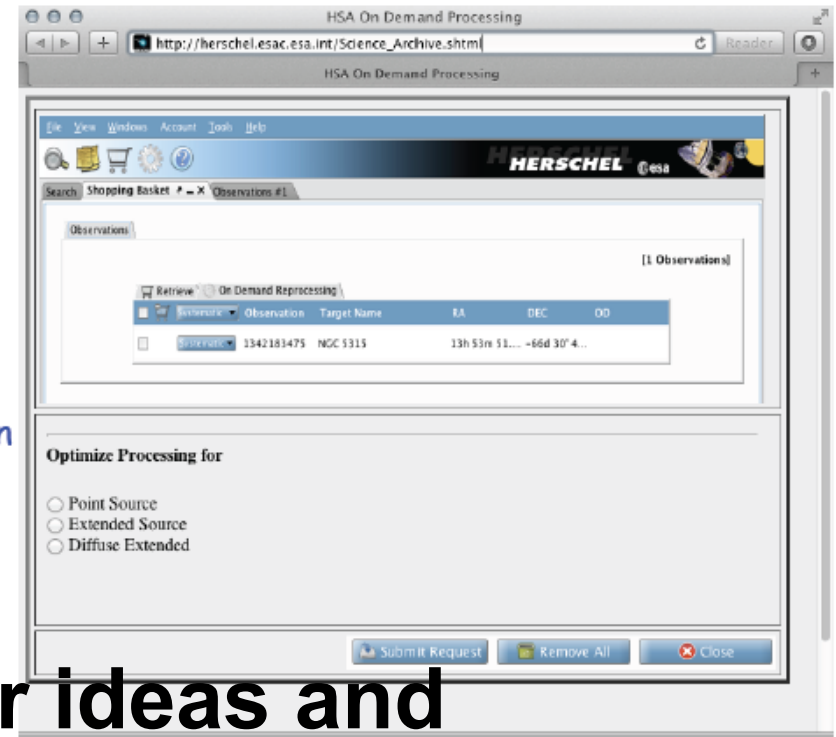 HSA On Demand Processing
+ http://herschel.esac.esa.int/Science_Archive.shtml Reader
HSA On Demand Processing +
File View Windows Account Tools Help
HERSCHEL esa
Search Shopping Basket Observations #1
Observations
[1 Observations]
Retrieve On Demand Reprocessing
Systematic Observation Target Name RA DEC OD
Systematic 1342183475 NGC 5315 13h 53m 51.... -66d 30' 4...
n
Optimize Processing for
Point Source
Extended Source
Diffuse Extended
Submit Request Remove All Close
r ideas and